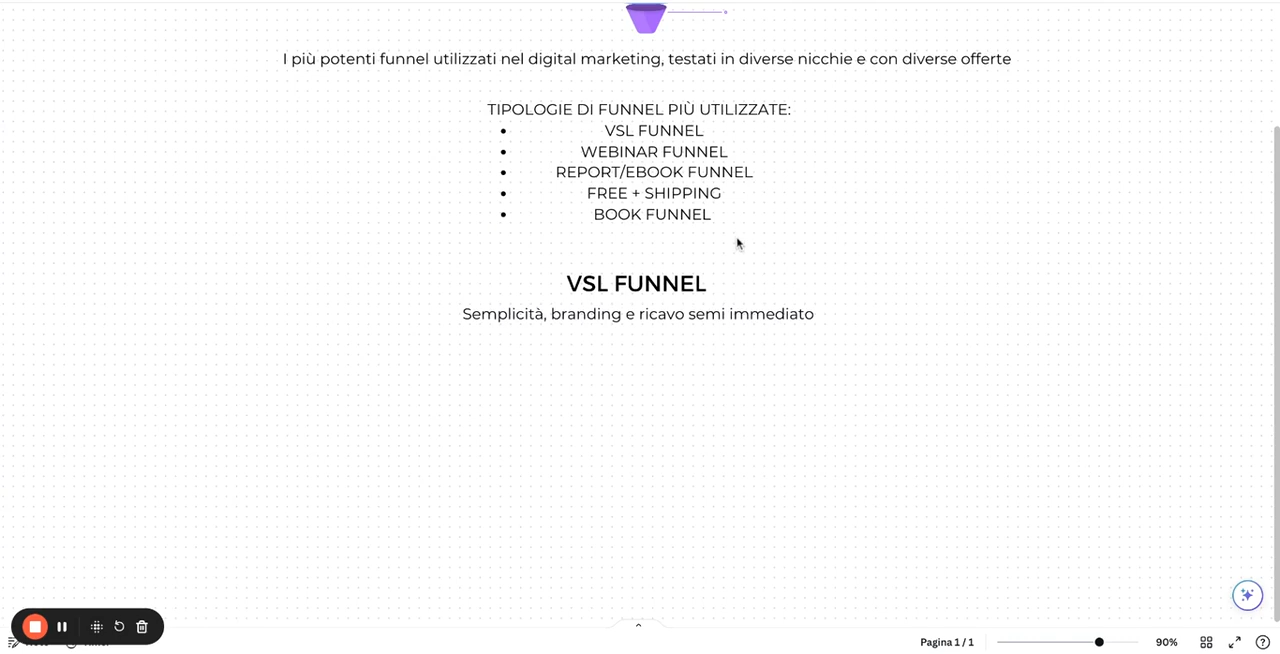 I più potenti funnel utilizzati nel digital marketing, testati in diverse nicchie e con diverse offerte
TIPOLOGIE DI FUNNEL PIÙ UTILIZZATE:
VSL FUNNEL
WEBINAR FUNNEL
REPORT/EBOOK FUNNEL
FREE + SHIPPING
BOOK FUNNEL
VSL FUNNEL
Semplicità, branding e ricavo semi immediato
Pagina 1 / 1
90%